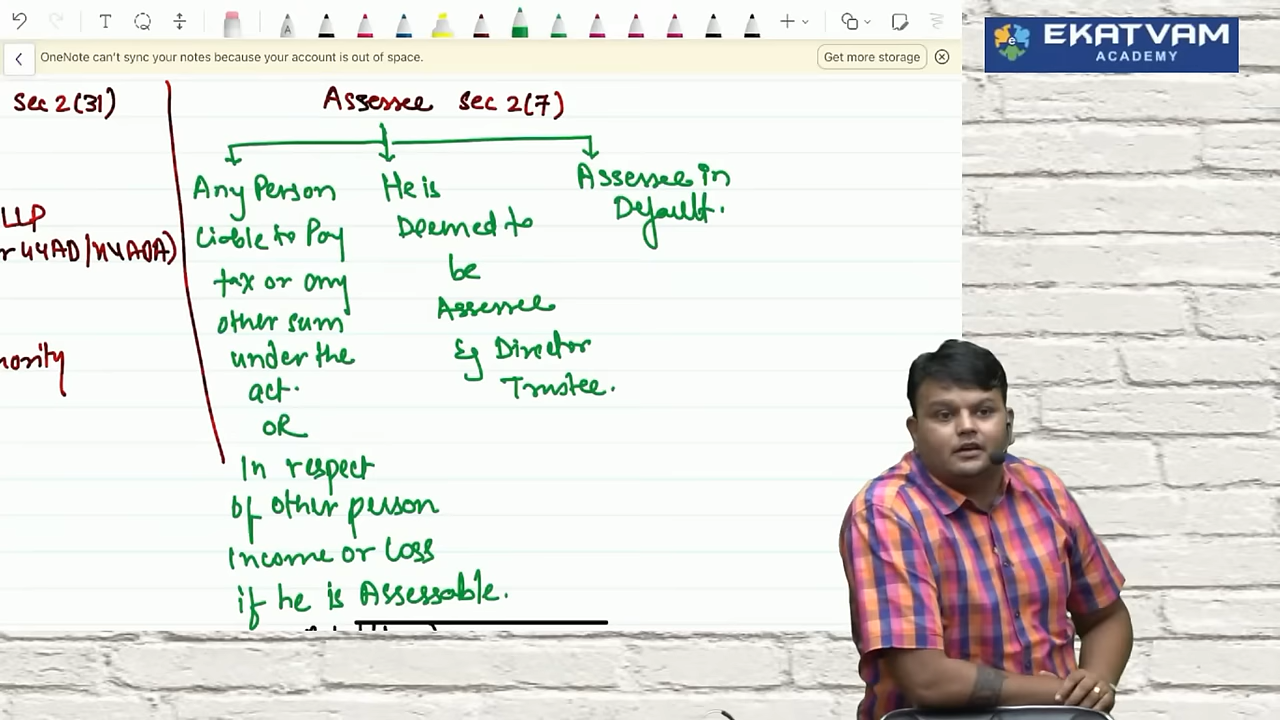 OneNote can't sync your notes because your account is out of space.
Get more storage
EKATVAM
ACADEMY
Sec 2(31)
LLP
44AD/44ADA)
Assessee Sec 2(7)
Any Person
Liable to Pay
tax or any
other sum
under the
act.
OR
In respect
of other person
Income or Loss
if he is Assessable.
He is
Deemed to
be
Assessee
Eg Director
Trustee.
Assessee in
Default.